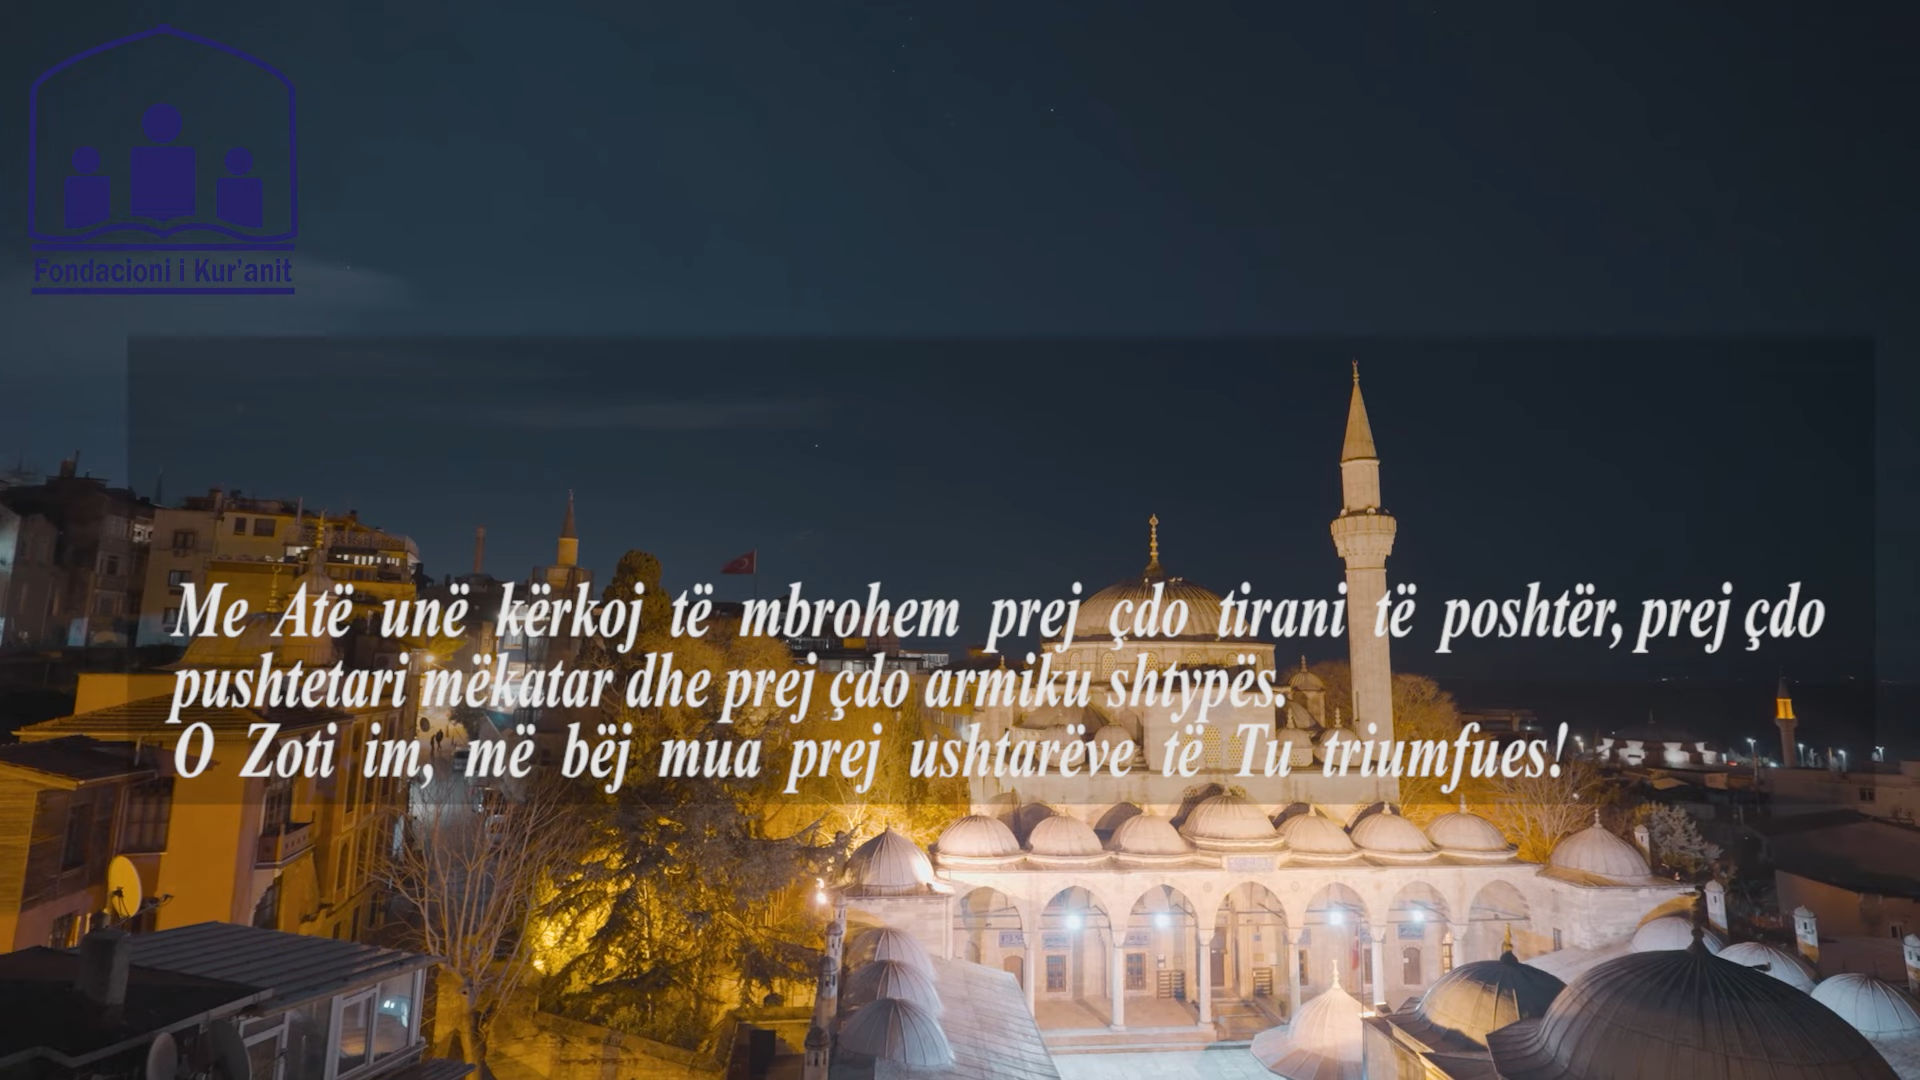 Fondacioni i Kur'anit
Me Atë unë kërkoj të mbrohem prej çdo tirani të poshtër, prej çdo
pushtetari mëkatar dhe prej çdo armiku shtypës.
O Zoti im, më bëj mua prej ushtarëve të Tu triumfues!